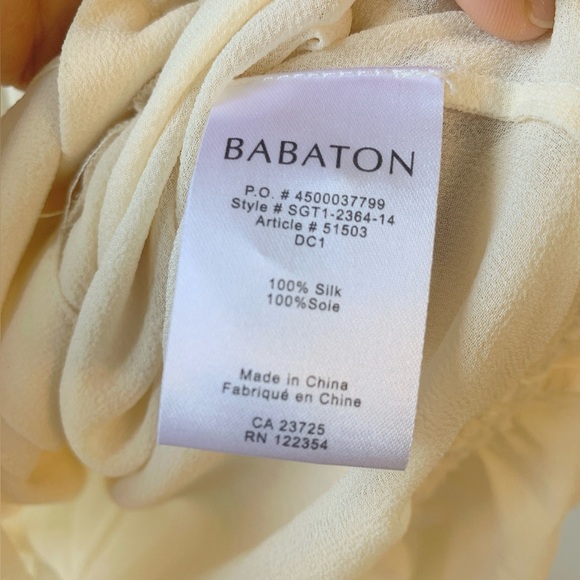 BABATON
P.O. # 4500037799
Style # SGT1-2364-14
Article # 51503
DC1
100% Silk
100%Soie
Made in China
Fabriqué en Chine
CA 23725
RN 122354